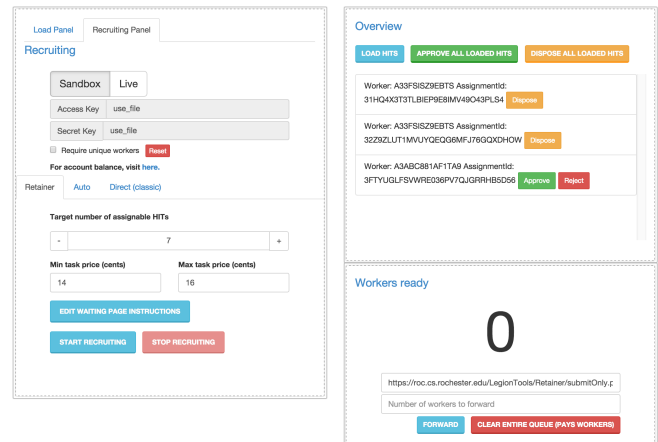 Load Panel
Recruiting Panel
Recruiting
Sandbox
Live
Access Key
use_file
Secret Key
use_file
Require unique workers
Reset
For account balance, visit here.
Retainer
Auto
Direct (classic)
Target number of assignable HITs
-
7
+
Min task price (cents)
Max task price (cents)
14
16
EDIT WAITING PAGE INSTRUCTIONS
START RECRUITING
STOP RECRUITING
Overview
LOAD HITS
APPROVE ALL LOADED HITS
DISPOSE ALL LOADED HITS
Worker: A33FSISZ9EBTS AssignmentId:
31HQ4X3T3TLBIEP9E8IMV49O43PLS4 Dispose
Worker: A33FSISZ9EBTS AssignmentId:
32Z9ZLUT1MVUYQEQG6MFJ76GQXDHOW Dispose
Worker: A3ABC881AF1TA9 AssignmentId:
3FTYUGLFSVWRE036PV7QJGRRHB5D56 Approve Reject
Workers ready
0
https://roc.cs.rochester.edu/LegionTools/Retainer/submitOnly.p
Number of workers to forward
FORWARD
CLEAR ENTIRE QUEUE (PAYS WORKERS)